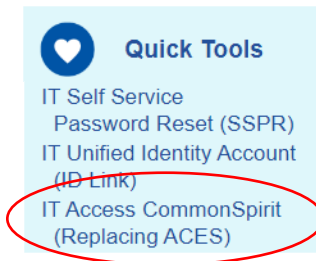 Quick Tools
IT Self Service
Password Reset (SSPR)
IT Unified Identity Account
(ID Link)
IT Access CommonSpirit
(Replacing ACES)